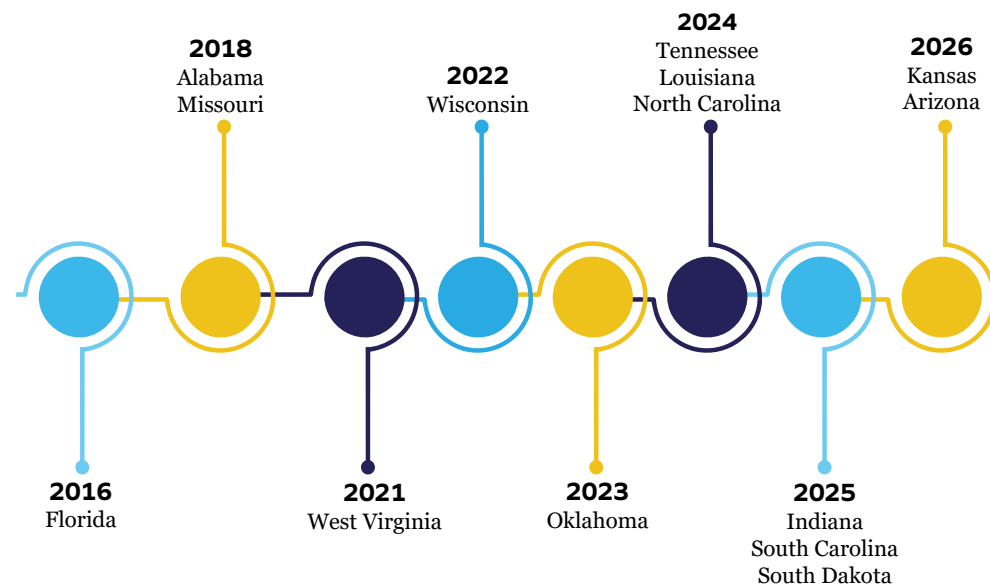 2016
Florida
2018
Alabama
Missouri
2021
West Virginia
2022
Wisconsin
2023
Oklahoma
2024
Tennessee
Louisiana
North Carolina
2025
Indiana
South Carolina
South Dakota
2026
Kansas
Arizona